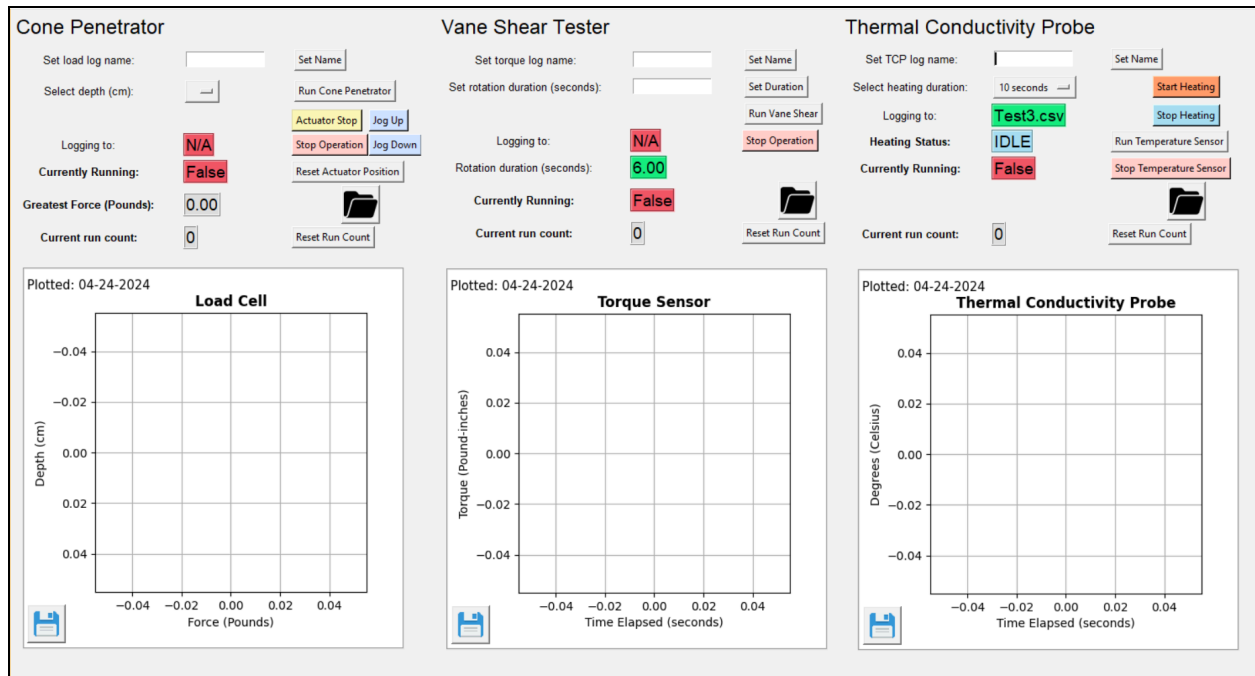 Cone Penetrator
Set load log name:
Set Name
Select depth (cm):
Run Cone Penetrator
Actuator Stop
Jog Up
Logging to:
N/A
Stop Operation
Jog Down
Currently Running:
False
Reset Actuator Position
Greatest Force (Pounds):
0.00
Current run count:
0
Reset Run Count
Plotted: 04-24-2024
Load Cell
−0.04
−0.02
0.00
0.02
0.04
Depth (cm)
−0.04 −0.02 0.00 0.02 0.04
Force (Pounds)
Vane Shear Tester
Set torque log name:
Set Name
Set rotation duration (seconds):
Set Duration
Run Vane Shear
Logging to:
N/A
Stop Operation
Rotation duration (seconds):
6.00
Currently Running:
False
Current run count:
0
Reset Run Count
Plotted: 04-24-2024
Torque Sensor
0.04
0.02
0.00
−0.02
−0.04
Torque (Pound-inches)
−0.04 −0.02 0.00 0.02 0.04
Time Elapsed (seconds)
Thermal Conductivity Probe
Set TCP log name:
Set Name
Select heating duration:
10 seconds
Start Heating
Logging to:
Test3.csv
Stop Heating
Heating Status:
IDLE
Run Temperature Sensor
Currently Running:
False
Stop Temperature Sensor
Current run count:
0
Reset Run Count
Plotted: 04-24-2024
Thermal Conductivity Probe
0.04
0.02
0.00
−0.02
−0.04
Degrees (Celsius)
−0.04 −0.02 0.00 0.02 0.04
Time Elapsed (seconds)